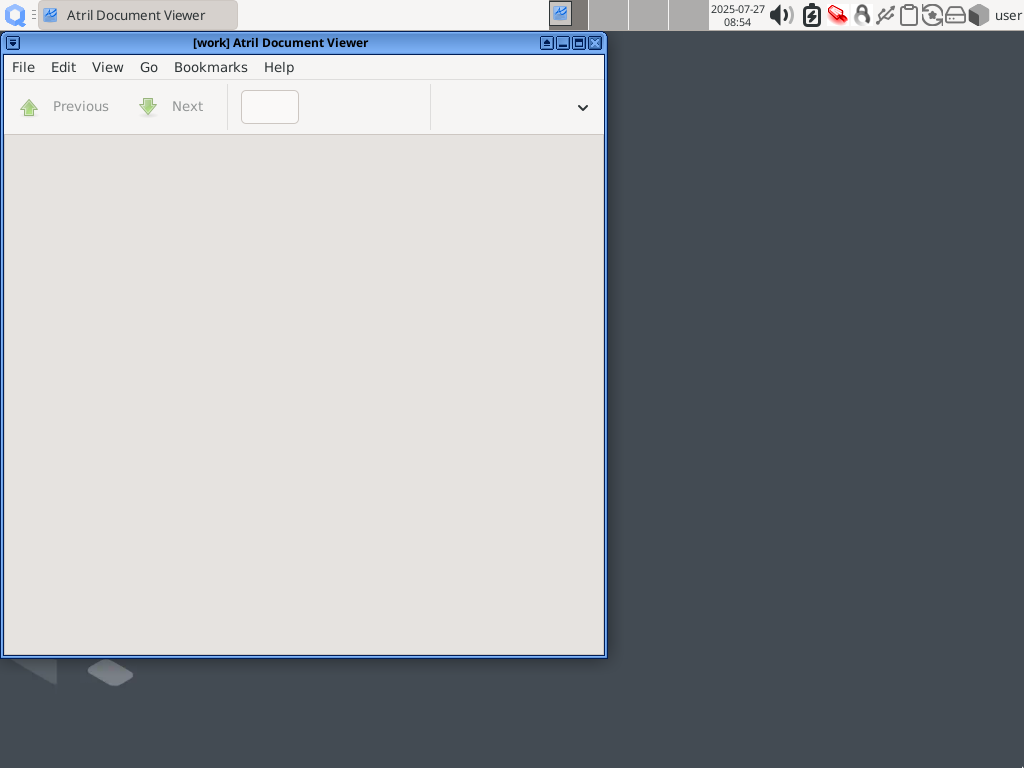 Atril Document Viewer
2025-07-27
08:54
user
[work] Atril Document Viewer
File Edit View Go Bookmarks Help
Previous Next